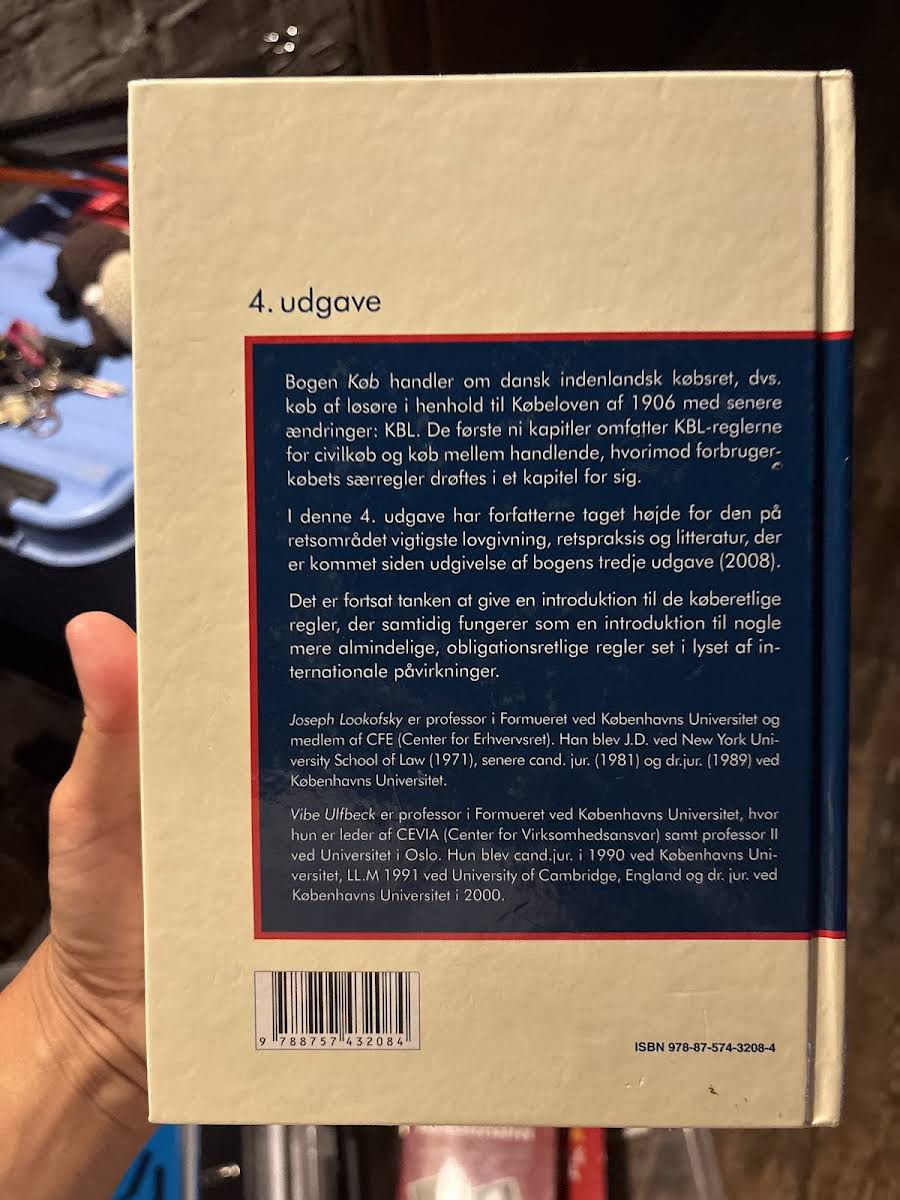 4. udgave
Bogen Køb handler om dansk indenlandsk købsret, dvs.
køb af løsøre i henhold til Købeloven af 1906 med senere
ændringer: KBL. De første ni kapitler omfatter KBL-reglerne
for civilkøb og køb mellem handlende, hvorimod forbruger-
købets særregler drøftes i et kapitel for sig.
I denne 4. udgave har forfatterne taget højde for den på
retsområdet vigtigste lovgivning, retspraksis og litteratur, der
er kommet siden udgivelse af bogens tredje udgave (2008).
Det er fortsat tanken at give en introduktion til de køberetlige
regler, der samtidig fungerer som en introduktion til nogle
mere almindelige, obligationsretlige regler set i lyset af in-
ternationale påvirkninger.
Joseph Lookofsky er professor i Formueret ved Københavns Universitet og
medlem af CFE (Center for Erhvervsret). Han blev J.D. ved New York Uni-
versity School of Law (1971), senere cand. jur. (1981) og dr.jur. (1989) ved
Københavns Universitet.
Vibe Ulfbeck er professor i Formueret ved Københavns Universitet, hvor
hun er leder af CEVIA (Center for Virksomhedsansvar) samt professor II
ved Universitet i Oslo. Hun blev cand.jur. i 1990 ved Københavns Uni-
versitet, LL.M 1991 ved University of Cambridge, England og dr. jur. ved
Københavns Universitet i 2000.
9 788757 432084
ISBN 978-87-574-3208-4